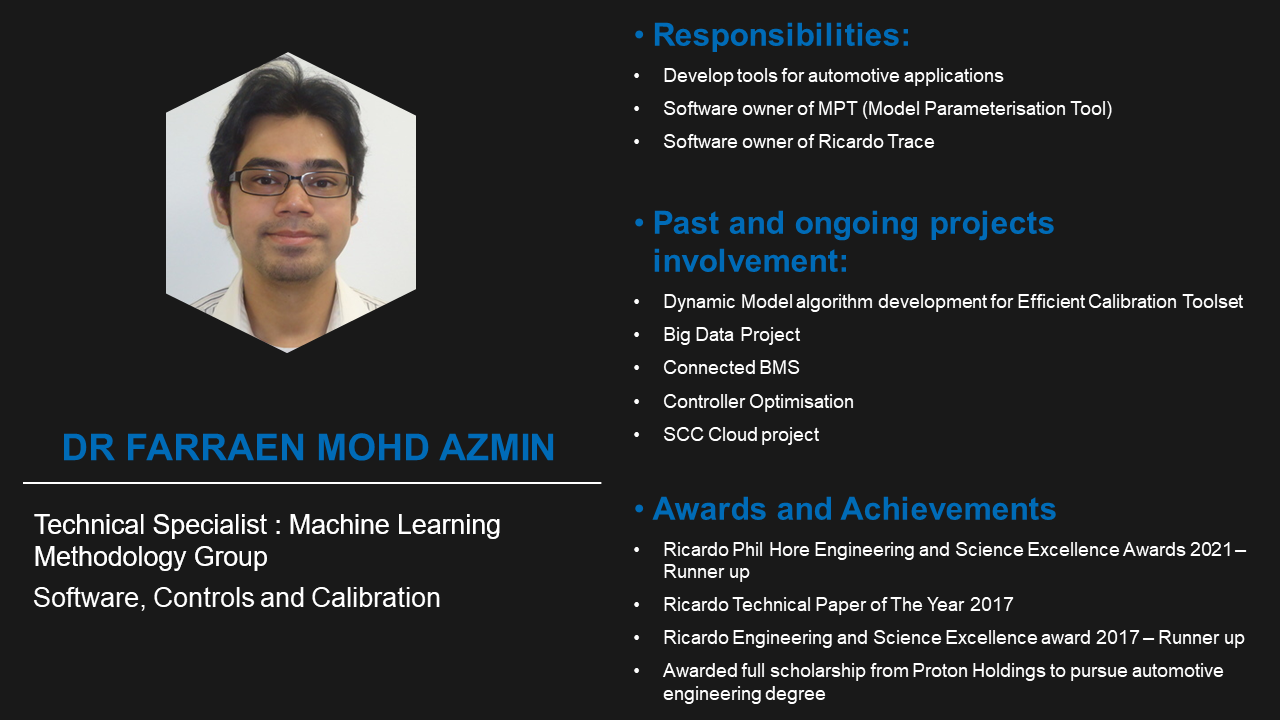 DR FARRAEN MOHD AZMIN
Technical Specialist : Machine Learning
Methodology Group
Software, Controls and Calibration
• Responsibilities:
• Develop tools for automotive applications
• Software owner of MPT (Model Parameterisation Tool)
• Software owner of Ricardo Trace
• Past and ongoing projects
involvement:
• Dynamic Model algorithm development for Efficient Calibration Toolset
• Big Data Project
• Connected BMS
• Controller Optimisation
• SCC Cloud project
• Awards and Achievements
• Ricardo Phil Hore Engineering and Science Excellence Awards 2021 –
Runner up
• Ricardo Technical Paper of The Year 2017
• Ricardo Engineering and Science Excellence award 2017 – Runner up
• Awarded full scholarship from Proton Holdings to pursue automotive
engineering degree